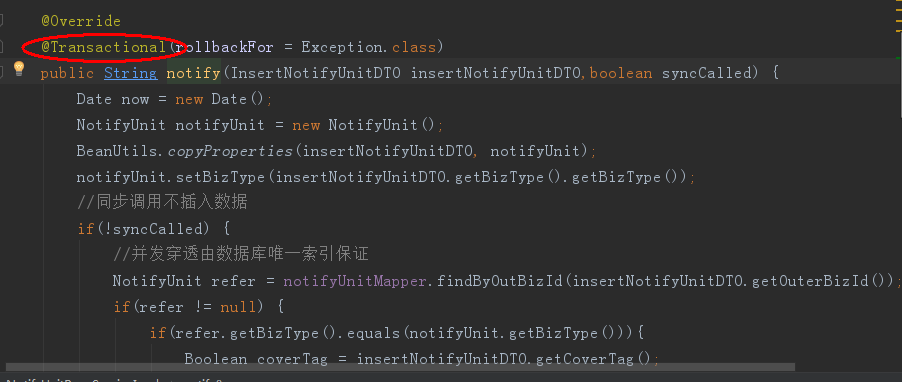 @Override
@Transactional(rollbackFor = Exception.class)
public String notify(InsertNotifyUnitDTO insertNotifyUnitDTO,boolean syncCalled) {
Date now = new Date();
NotifyUnit notifyUnit = new NotifyUnit();
BeanUtils.copyProperties(insertNotifyUnitDTO, notifyUnit);
notifyUnit.setBizType(insertNotifyUnitDTO.getBizType().getBizType());
//同步调用不插入数据
if(!syncCalled) {
//并发穿透由数据库唯一索引保证
NotifyUnit refer = notifyUnitMapper.findByOutBizId(insertNotifyUnitDTO.getOuterBizId());
if(refer != null) {
if(refer.getBizType().equals(notifyUnit.getBizType())){
Boolean coverTag = insertNotifyUnitDTO.getCoverTag();